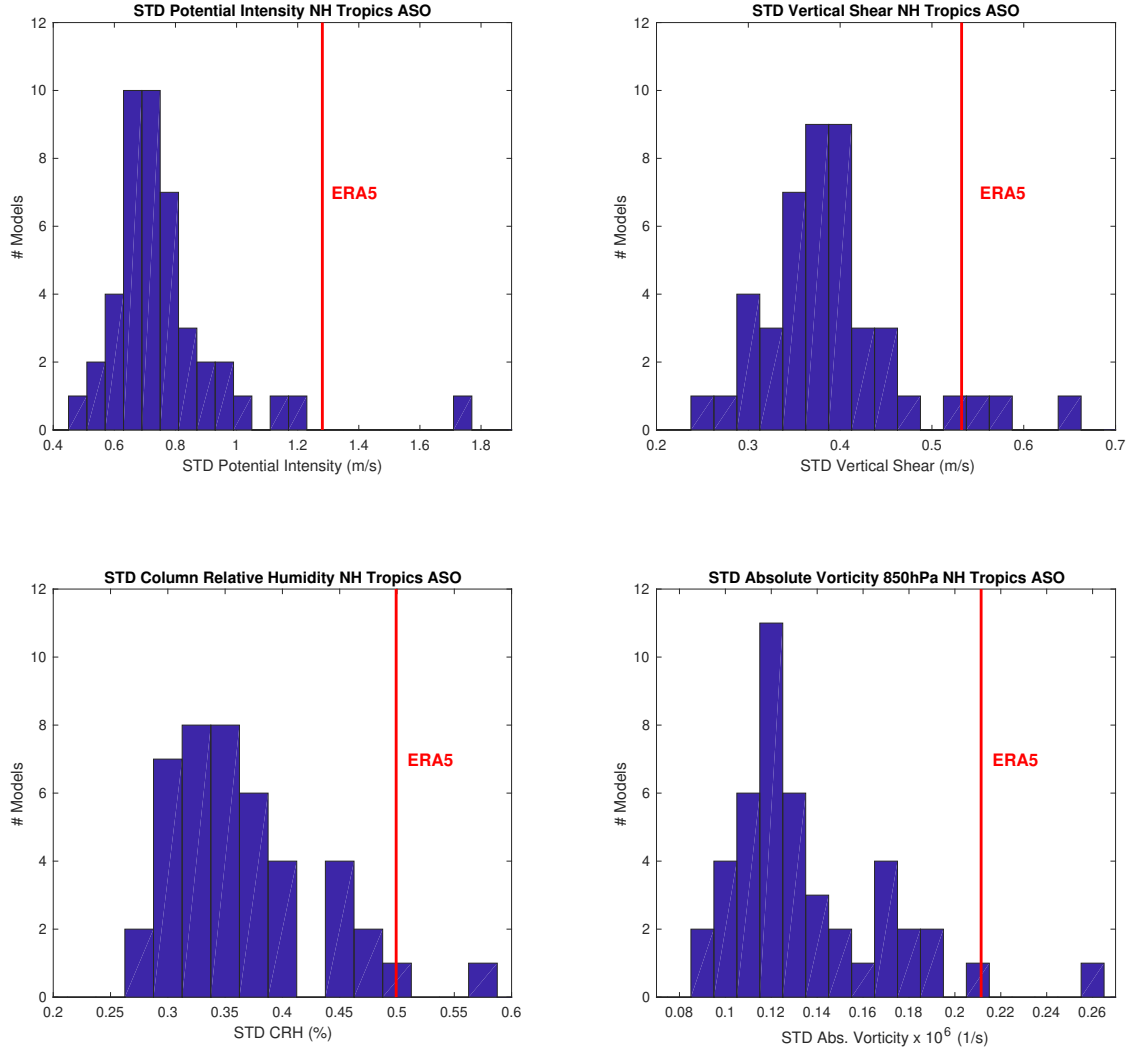 STD Potential Intensity NH Tropics ASO
12
10
8
6
4
2
0
# Models
ERA5
0.4 0.6 0.8 1 1.2 1.4 1.6 1.8
STD Potential Intensity (m/s)
STD Vertical Shear NH Tropics ASO
12
10
8
6
4
2
0
# Models
ERA5
0.2 0.3 0.4 0.5 0.6 0.7
STD Vertical Shear (m/s)
STD Column Relative Humidity NH Tropics ASO
12
10
8
6
4
2
0
# Models
ERA5
0.2 0.25 0.3 0.35 0.4 0.45 0.5 0.55 0.6
STD CRH (%)
STD Absolute Vorticity 850hPa NH Tropics ASO
12
10
8
6
4
2
0
# Models
ERA5
0.08 0.1 0.12 0.14 0.16 0.18 0.2 0.22 0.24 0.26
STD Abs. Vorticity x 10⁶ (1/s)